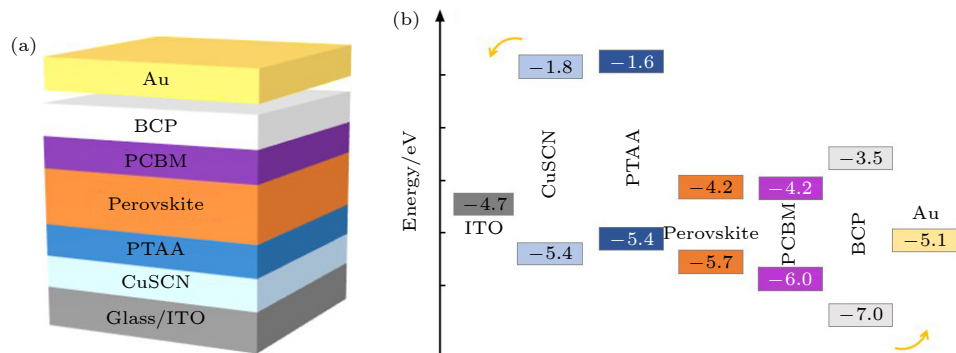 (a)
Au
BCP
PCBM
Perovskite
PTAA
CuSCN
Glass/ITO
(b)
Energy/eV
−4.7
ITO
−1.8
CuSCN
−5.4
−1.6
PTAA
−5.4
−4.2
Perovskite
−5.7
−4.2
PCBM
−6.0
−3.5
BCP
−7.0
Au
−5.1